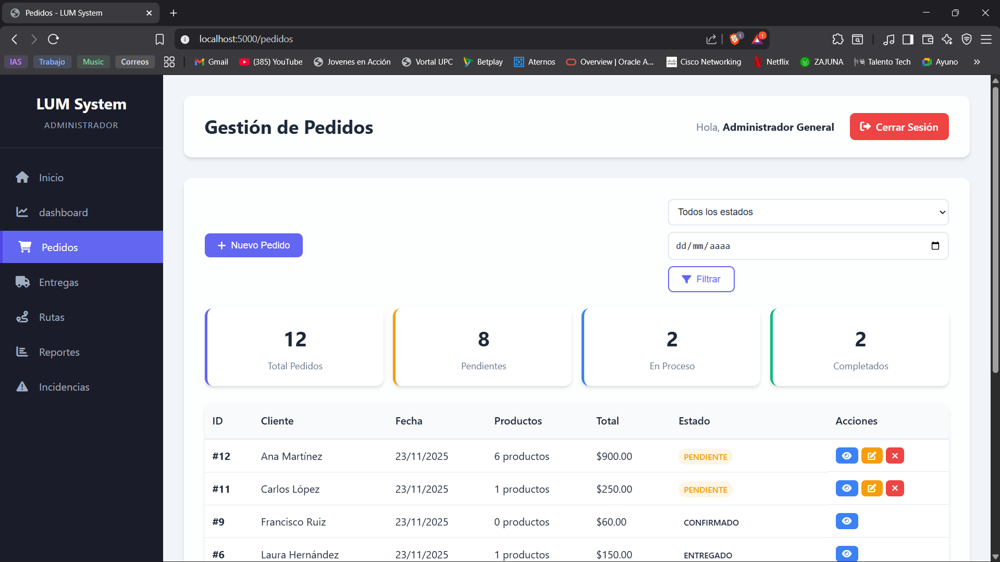 Pedidos - LUM System
localhost:5000/pedidos
1
1
IAS
Trabajo
Music
Correos
Gmail
(385) YouTube
Jovenes en Acción
Vortal UPC
Betplay
Aternos
Overview | Oracle A...
Cisco Networking
Netflix
ZAJUNA
Talento Tech
Ayuno
LUM System
ADMINISTRADOR
Inicio
dashboard
Pedidos
Entregas
Rutas
Reportes
Incidencias
Gestión de Pedidos
Hola, Administrador General
Cerrar Sesión
Todos los estados
Nuevo Pedido
dd/mm/aaaa
Filtrar
12
Total Pedidos
8
Pendientes
2
En Proceso
2
Completados
ID Cliente Fecha Productos Total Estado Acciones
#12 Ana Martínez 23/11/2025 6 productos $900.00 PENDIENTE
#11 Carlos López 23/11/2025 1 productos $250.00 PENDIENTE
#9 Francisco Ruiz 23/11/2025 0 productos $60.00 CONFIRMADO
#6 Laura Hernández 23/11/2025 1 productos $150.00 ENTREGADO